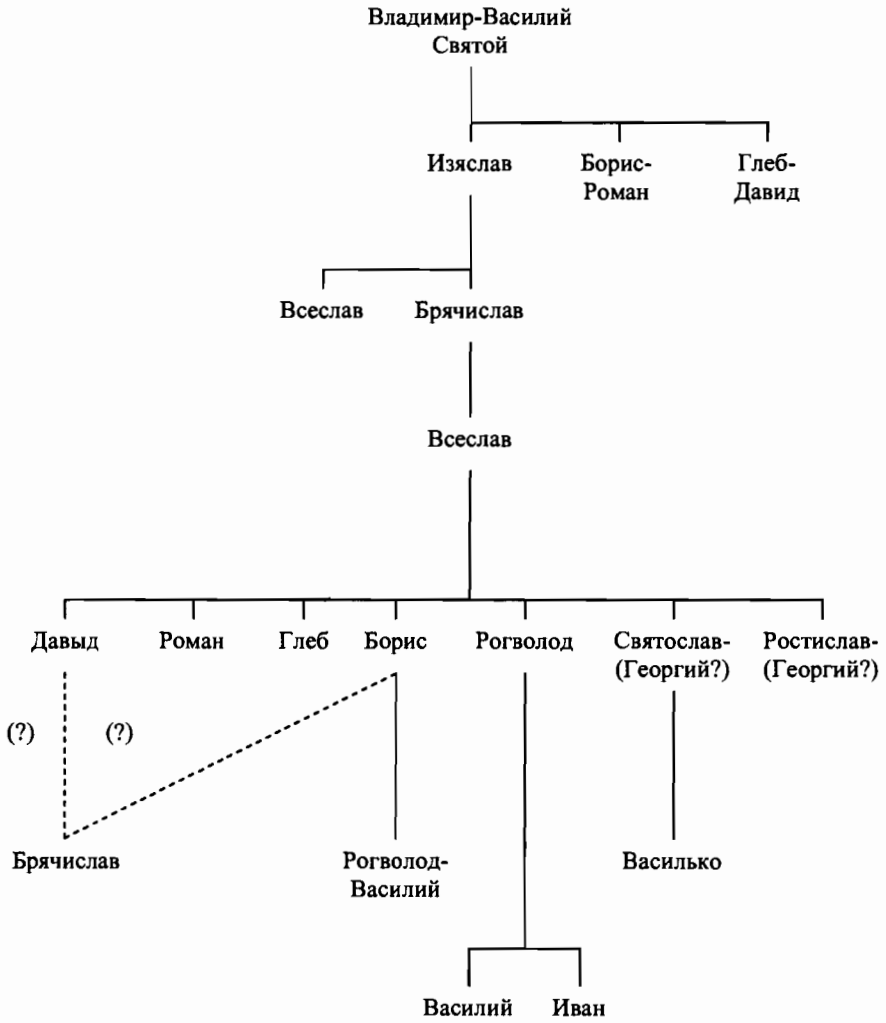 Владимир-Василий
Святой
Изяслав
Борис-
Роман
Глеб-
Давид
Всеслав
Брячислав
Всеслав
Давыд
Роман
Глеб
Борис
Рогволод
Святослав-
(Георгий?)
Ростислав-
(Георгий?)
(?)
(?)
Брячислав
Рогволод-
Василий
Василько
Василий
Иван